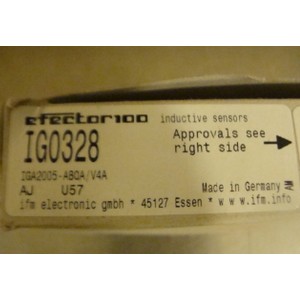 efector100 inductive sensors
IG0328
Approvals see
right side
IGA2005-ABOA/V4A
AJ U57
Made in Germany
ifm electronic gmbh * 45127 Essen * www.ifm.info